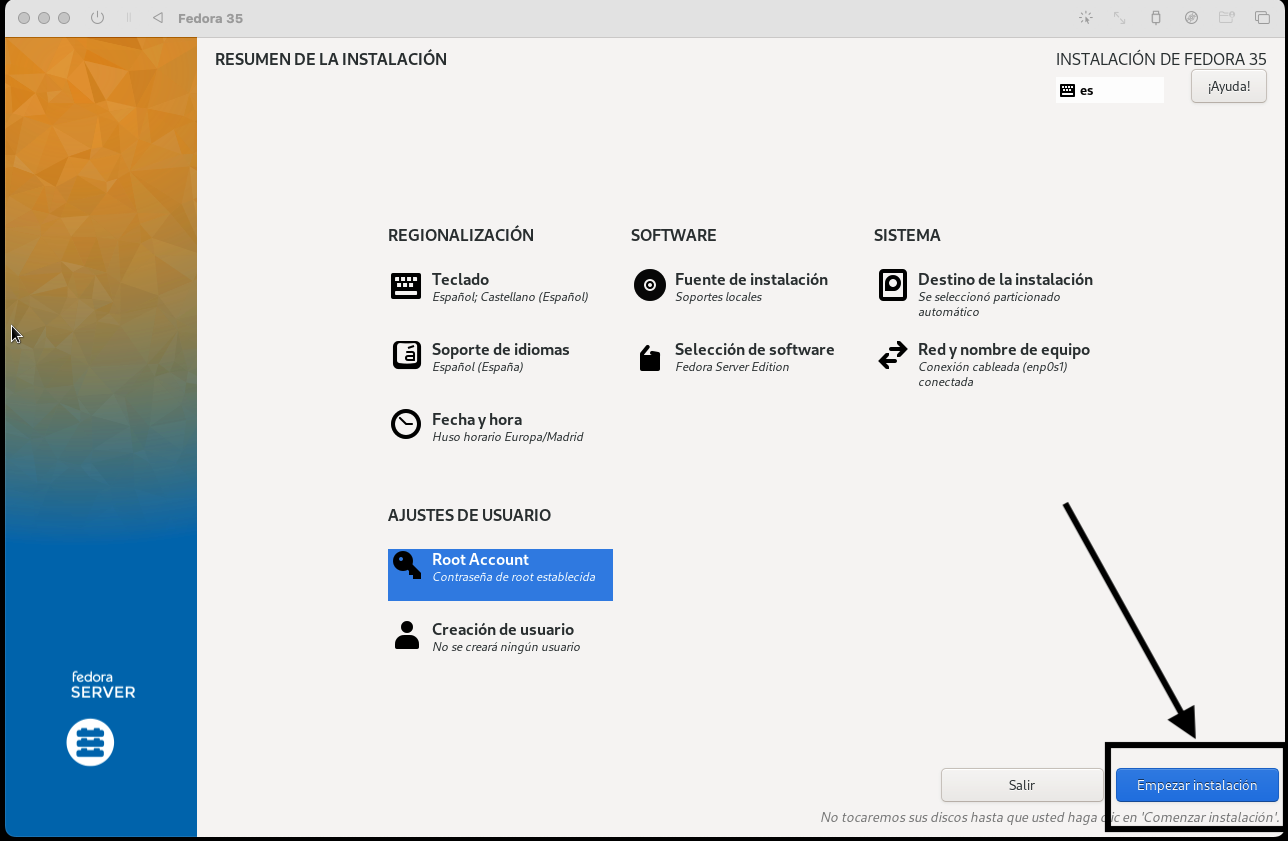 Fedora 35
RESUMEN DE LA INSTALACIÓN
INSTALACIÓN DE FEDORA 35
es
¡Ayuda!
REGIONALIZACIÓN
Teclado
Español; Castellano (Español)
Soporte de idiomas
Español (España)
Fecha y hora
Huso horario Europa/Madrid
SOFTWARE
Fuente de instalación
Soportes locales
Selección de software
Fedora Server Edition
SISTEMA
Destino de la instalación
Se seleccionó particionado
automático
Red y nombre de equipo
Conexión cableada (enp0s1)
conectada
AJUSTES DE USUARIO
Root Account
Contraseña de root establecida
Creación de usuario
No se creará ningún usuario
fedora
SERVER
Salir
Empezar instalación
No tocaremos sus discos hasta que usted haga clic en 'Comenzar instalación'.